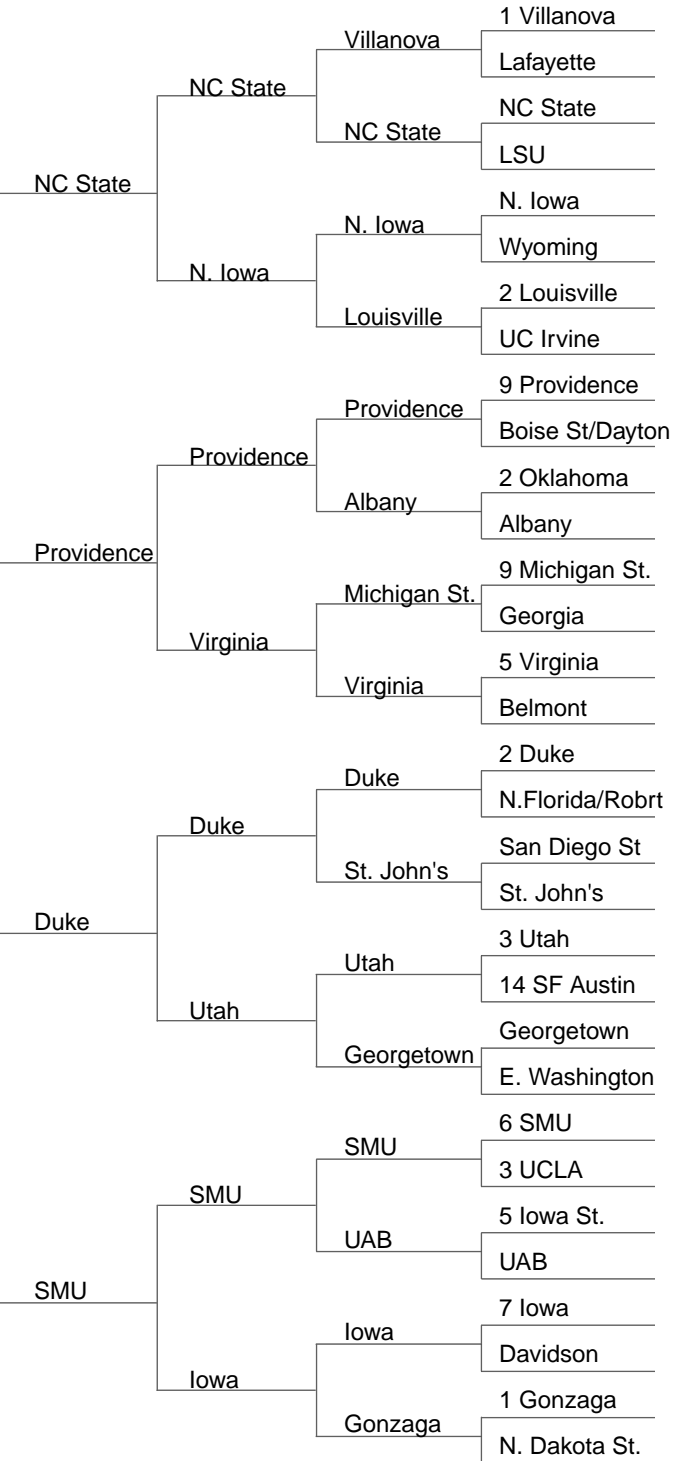 1 Villanova
Villanova
Lafayette
NC State
NC State
NC State
LSU
NC State
N. Iowa
N. Iowa
Wyoming
N. Iowa
2 Louisville
Louisville
UC Irvine
9 Providence
Providence
Boise St/Dayton
Providence
2 Oklahoma
Albany
Albany
Providence
9 Michigan St.
Michigan St.
Georgia
Virginia
5 Virginia
Virginia
Belmont
2 Duke
Duke
N.Florida/Robrt
Duke
San Diego St
St. John's
St. John's
Duke
3 Utah
Utah
14 SF Austin
Utah
Georgetown
Georgetown
E. Washington
6 SMU
SMU
3 UCLA
SMU
5 Iowa St.
UAB
UAB
SMU
7 Iowa
Iowa
Davidson
Iowa
1 Gonzaga
Gonzaga
N. Dakota St.